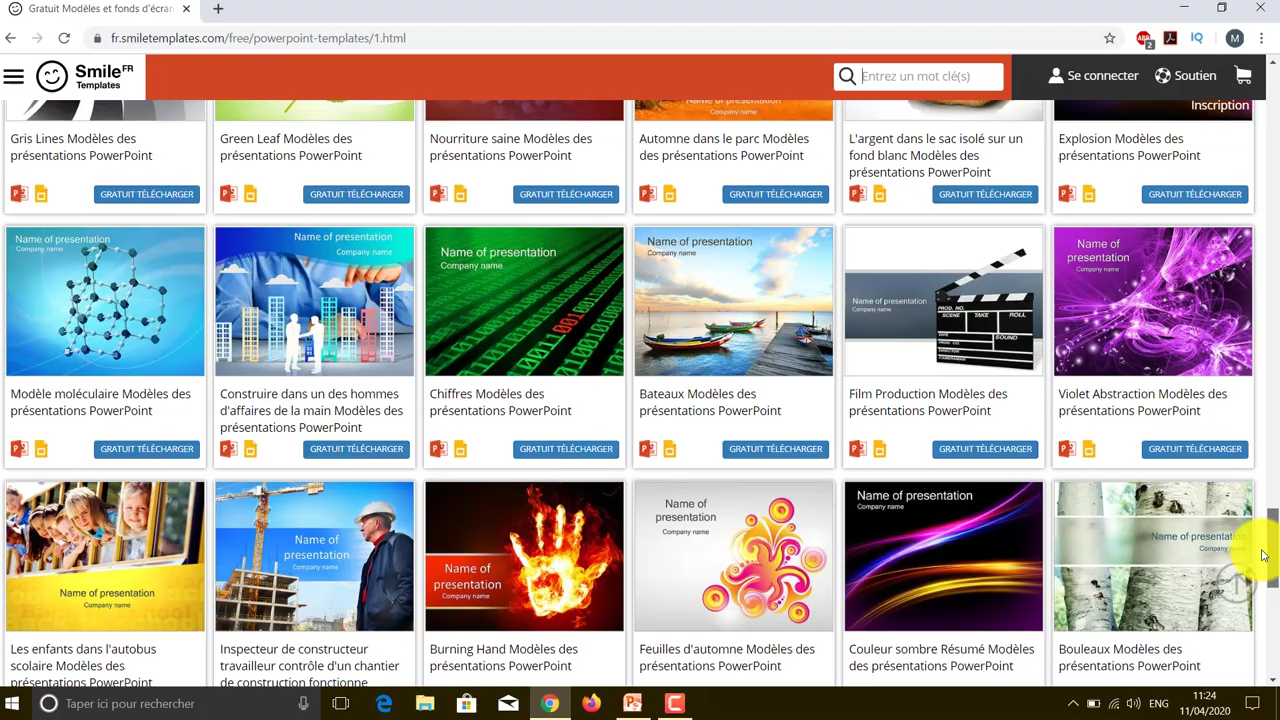 Gratuit Modèles et fonds d'écran
fr.smiletemplates.com/free/powerpoint-templates/1.html
ABP
2
IQ
M
Smile FR
Templates
Entrez un mot clé(s)
Se connecter
Soutien
Company name
Inscription
Gris Lines Modèles des
présentations PowerPoint
Green Leaf Modèles des
présentations PowerPoint
Nourriture saine Modèles des
présentations PowerPoint
Automne dans le parc Modèles
des présentations PowerPoint
L'argent dans le sac isolé sur un
fond blanc Modèles des
présentations PowerPoint
Explosion Modèles des
présentations PowerPoint
GRATUIT TÉLÉCHARGER
GRATUIT TÉLÉCHARGER
GRATUIT TÉLÉCHARGER
GRATUIT TÉLÉCHARGER
GRATUIT TÉLÉCHARGER
GRATUIT TÉLÉCHARGER
Name of presentation
Company name
Name of presentation
Company name
Name of presentation
Company name
Name of presentation
Company name
Name of presentation
Company name
PROD. NO.
SCENE
TAKE
ROLL
SOUND
Name of
presentation
Company name
Modèle moléculaire Modèles des
présentations PowerPoint
Construire dans un des hommes
d'affaires de la main Modèles des
présentations PowerPoint
Chiffres Modèles des
présentations PowerPoint
Bateaux Modèles des
présentations PowerPoint
Film Production Modèles des
présentations PowerPoint
Violet Abstraction Modèles des
présentations PowerPoint
GRATUIT TÉLÉCHARGER
GRATUIT TÉLÉCHARGER
GRATUIT TÉLÉCHARGER
GRATUIT TÉLÉCHARGER
GRATUIT TÉLÉCHARGER
GRATUIT TÉLÉCHARGER
Name of presentation
Company name
Name of
presentation
Company name
Name of
presentation
Company name
Name of
presentation
Company name
Name of presentation
Company name
Name of presentation
Company name
Les enfants dans l'autobus
scolaire Modèles des
présentations PowerPoint
Inspecteur de constructeur
travailleur contrôle d'un chantier
de construction fonctionne
Burning Hand Modèles des
présentations PowerPoint
Feuilles d'automne Modèles des
présentations PowerPoint
Couleur sombre Résumé Modèles
des présentations PowerPoint
Bouleaux Modèles des
présentations PowerPoint
Taper ici pour rechercher
ENG
11:24
11/04/2020